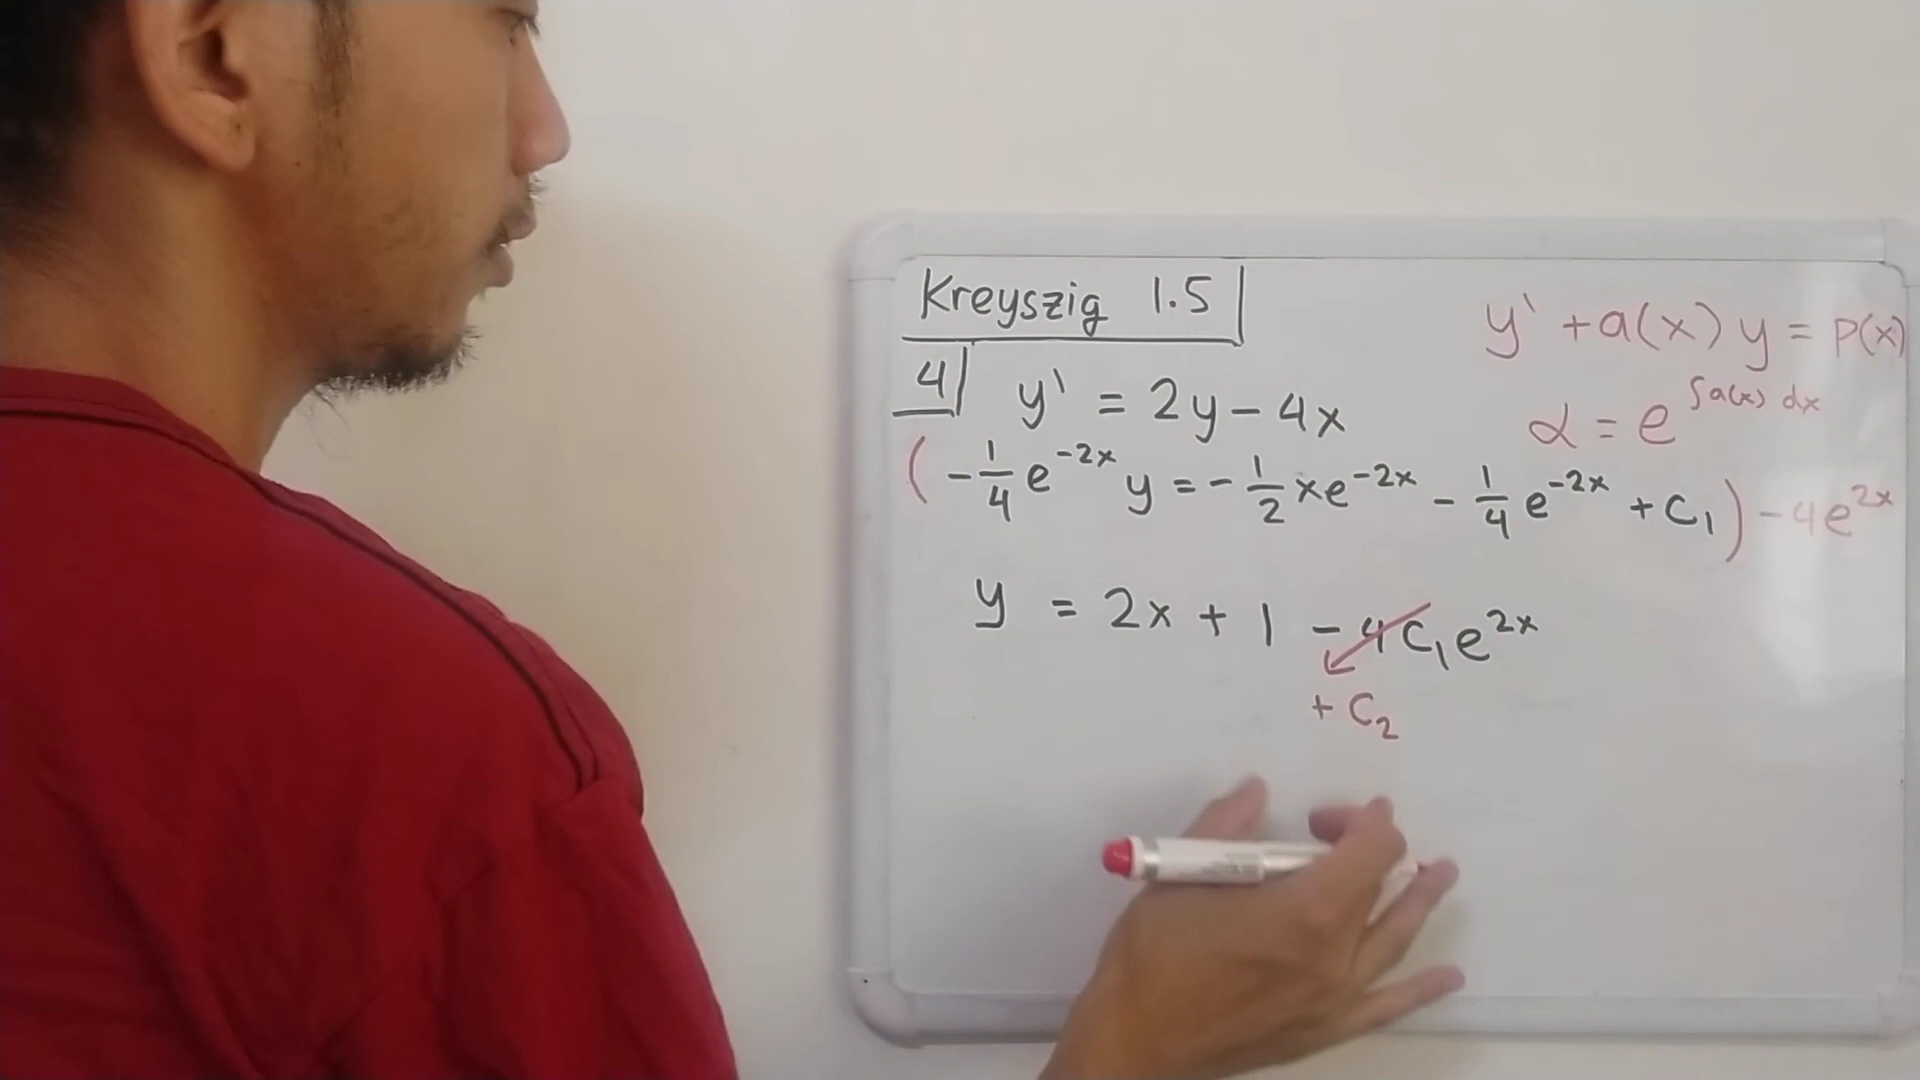 Kreyszig 1.5
y' + a(x) y = p(x)
α = e^{∫a(x) dx}
4 y' = 2y - 4x
( -1/4 e^{-2x} y = -1/2 xe^{-2x} - 1/4 e^{-2x} + C₁ ) -4e^{2x}
y = 2x + 1 - 4C₁e^{2x}
+ C₂